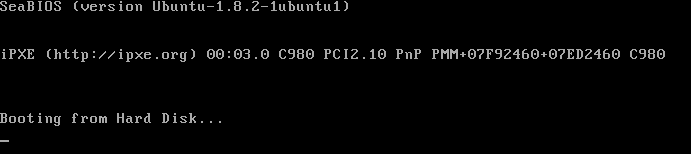 SeaBIOS (version Ubuntu-1.8.2-1ubuntu1)
iPXE (http://ipxe.org) 00:03.0 C980 PCI2.10 PnP PMM+07F92460+07ED2460 C980
Booting from Hard Disk...
_